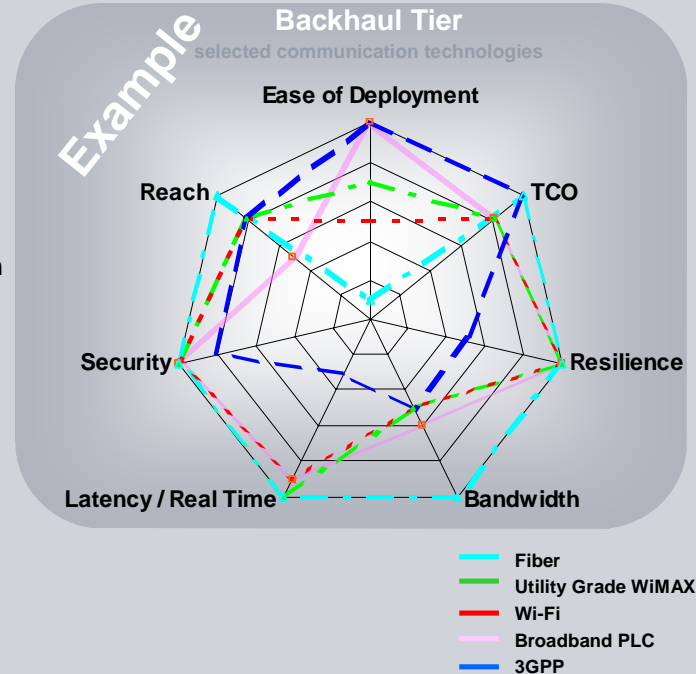 Backhaul Tier
selected communication technologies
Example
Ease of Deployment
Reach
TCO
Security
Resilience
Latency / Real Time
Bandwidth
Fiber
Utility Grade WiMAX
Wi-Fi
Broadband PLC
3GPP